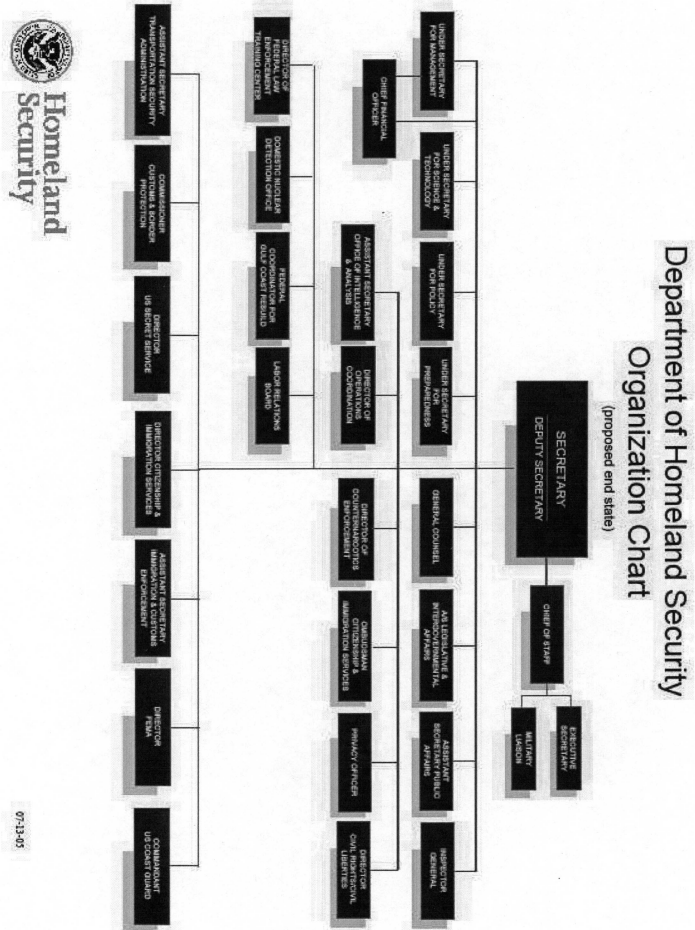 Department of Homeland Security
Organization Chart
(proposed end state)
SECRETARY
DEPUTY SECRETARY
CHIEF OF STAFF
EXECUTIVE
SECRETARY
MILITARY
LIAISON
UNDER SECRETARY
FOR MANAGEMENT
CHIEF FINANCIAL
OFFICER
UNDER SECRETARY
FOR SCIENCE &
TECHNOLOGY
UNDER SECRETARY
FOR POLICY
UNDER SECRETARY
FOR
PREPAREDNESS
GENERAL COUNSEL
A/S LEGISLATIVE &
INTERGOVERNMENTAL
AFFAIRS
ASSISTANT
SECRETARY PUBLIC
AFFAIRS
INSPECTOR
GENERAL
ASSISTANT SECRETARY
OFFICE OF INTELLIGENCE
& ANALYSIS
DIRECTOR OF
OPERATIONS
COORDINATION
DIRECTOR OF
COUNTERNARCOTICS
ENFORCEMENT
OMBUDSMAN
CITIZENSHIP &
IMMIGRATION SERVICES
PRIVACY OFFICER
DIRECTOR
CIVIL RIGHTS/CIVIL
LIBERTIES
DIRECTOR OF
FEDERAL LAW
ENFORCEMENT
TRAINING CENTER
DOMESTIC NUCLEAR
DETECTION OFFICE
FEDERAL
COORDINATOR FOR
GULF COAST REBUILD
LABOR RELATIONS
BOARD
ASSISTANT SECRETARY
TRANSPORTATION SECURITY
ADMINISTRATION
COMMISSIONER
CUSTOMS & BORDER
PROTECTION
DIRECTOR
US SECRET SERVICE
DIRECTOR CITIZENSHIP &
IMMIGRATION SERVICES
ASSISTANT SECRETARY
IMMIGRATION & CUSTOMS
ENFORCEMENT
DIRECTOR
FEMA
COMMANDANT
US COAST GUARD
Homeland
Security
07-13-05